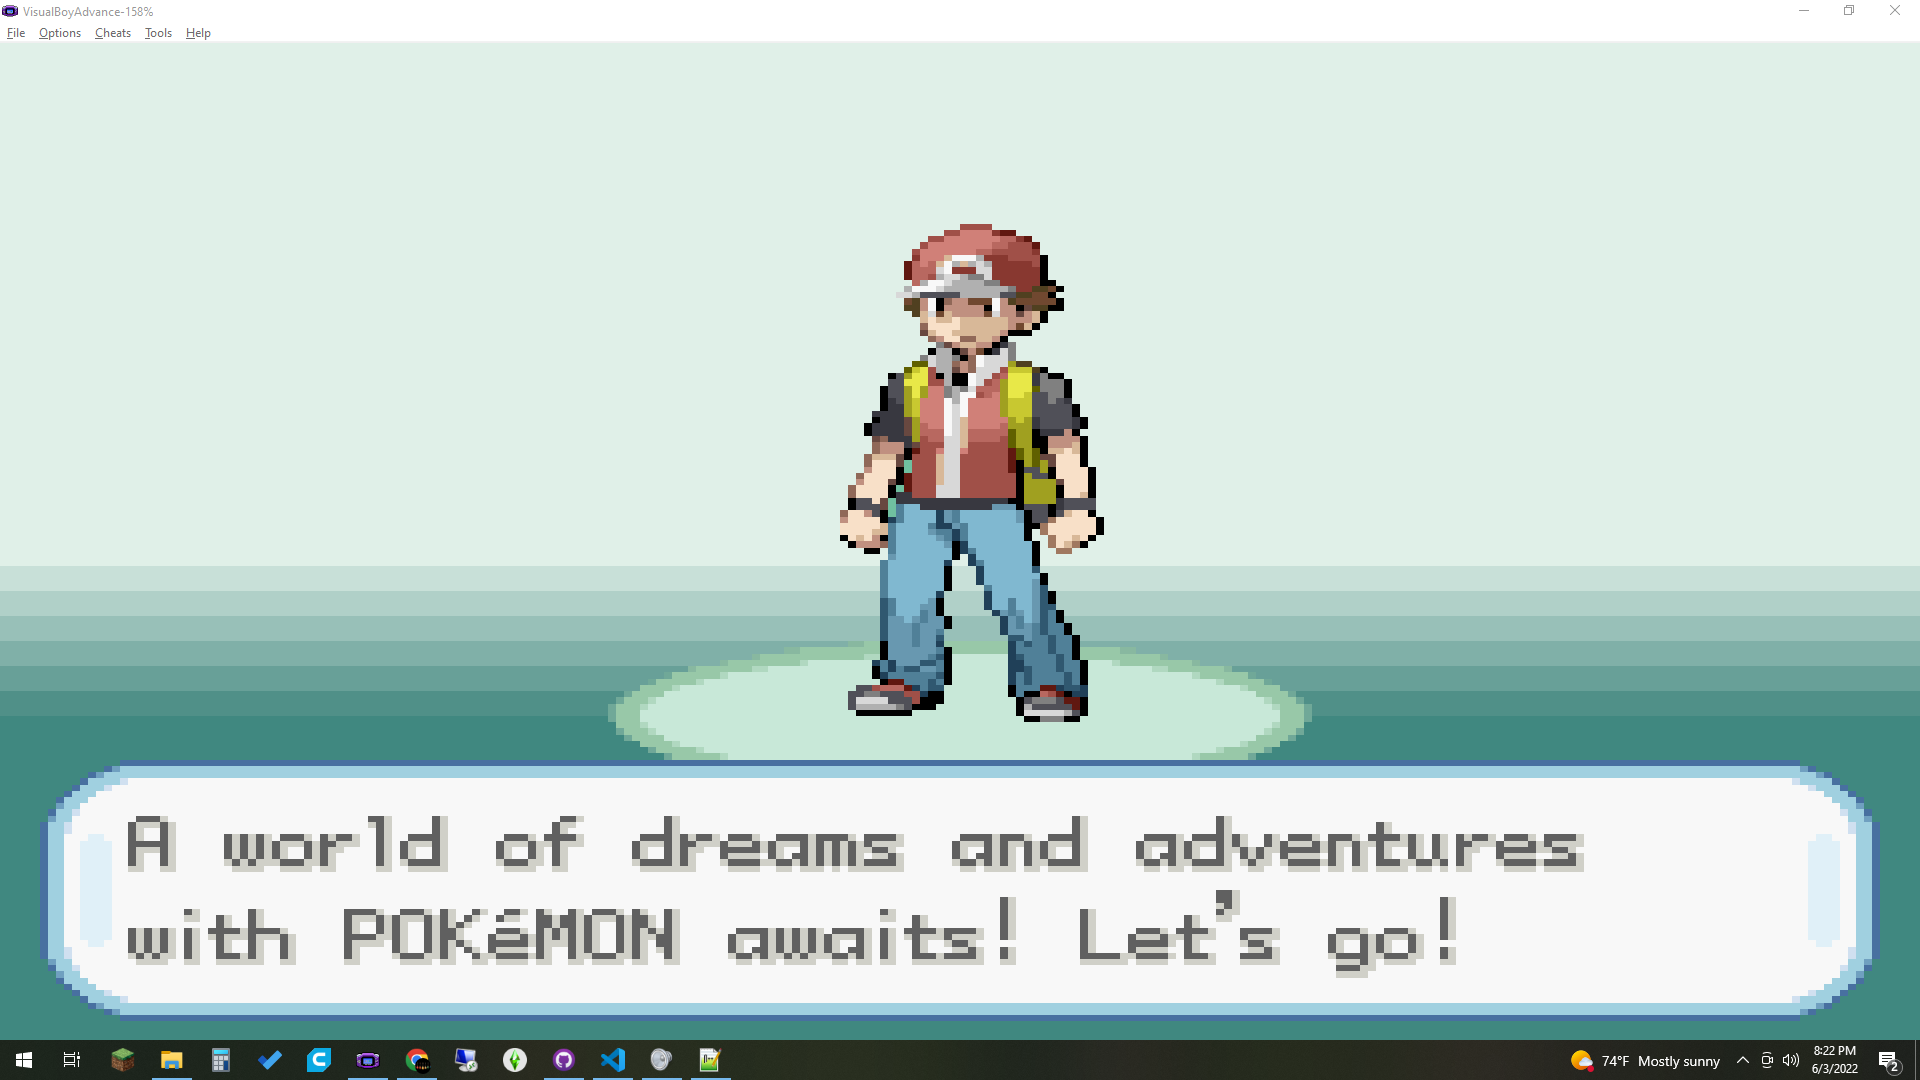 VisualBoyAdvance-158%
File Options Cheats Tools Help
A world of dreams and adventures
with POKéMON awaits! Let's go!
74°F Mostly sunny
8:22 PM
6/3/2022
2